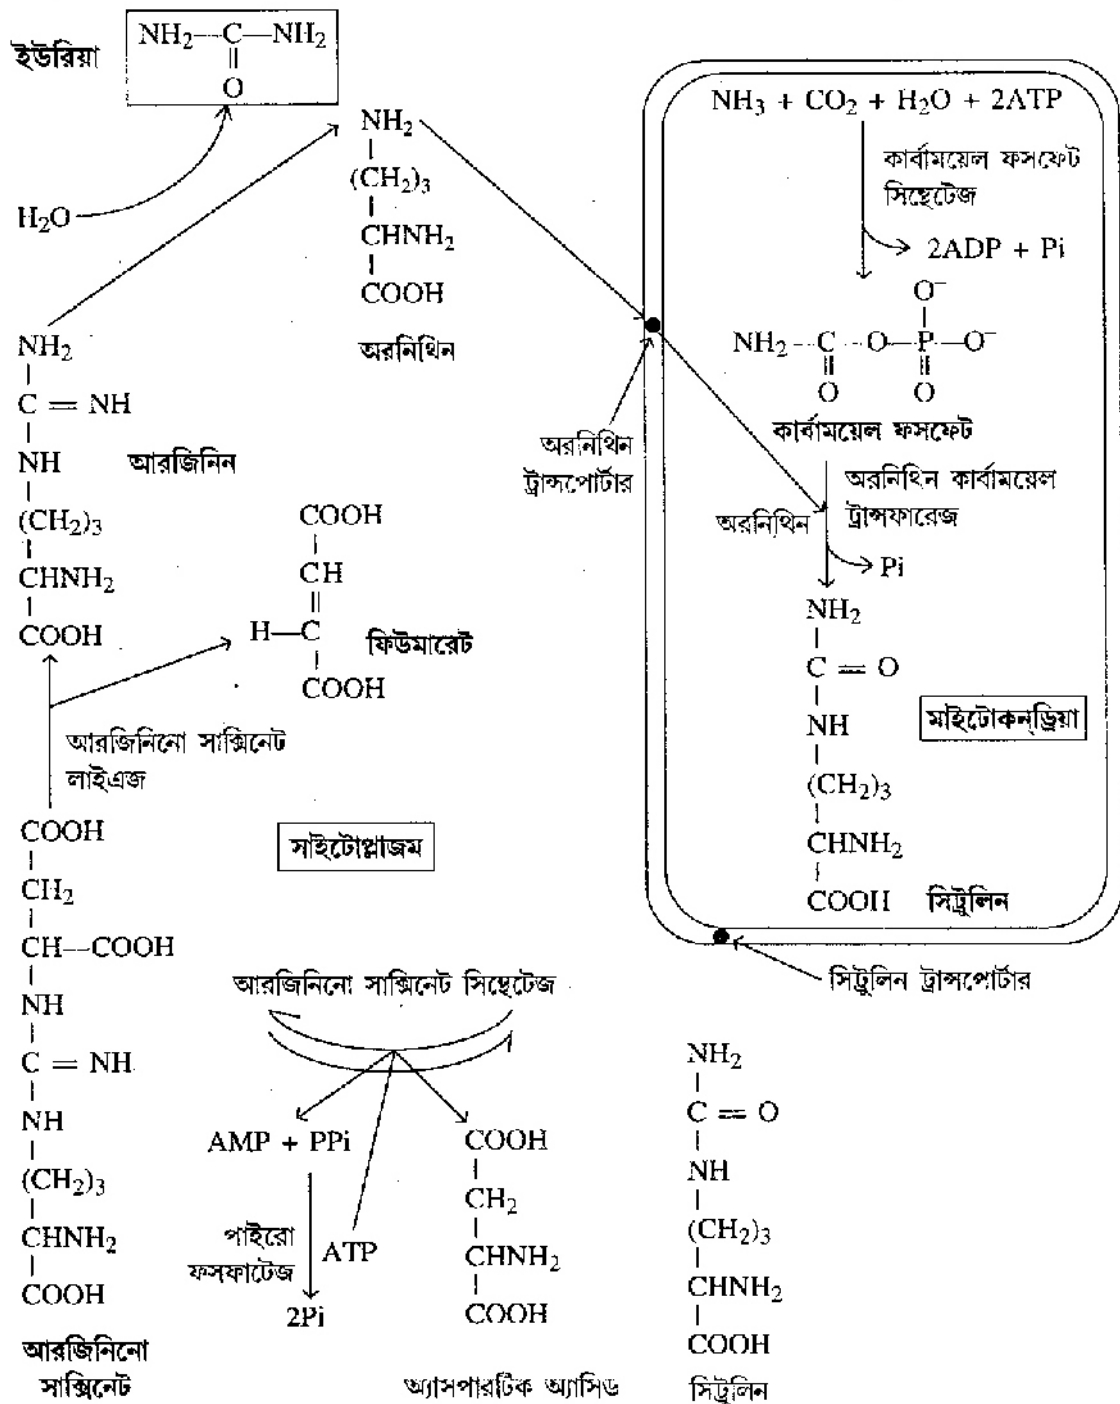 ইউরিয়া
NH₂—C—NH₂
||
O
H₂O
NH₂
|
(CH₂)₃
|
CHNH₂
|
COOH
অরনিথিন
NH₂
|
C = NH
|
NH
|
(CH₂)₃
|
CHNH₂
|
COOH
আরজিনিন
COOH
|
CH
||
H—C
|
COOH
ফিউমারেট
আরজিনিনো সাক্সিনেট
লাইএজ
COOH
|
CH₂
|
CH--COOH
|
NH
|
C = NH
|
NH
|
(CH₂)₃
|
CHNH₂
|
COOH
আরজিনিনো
সাক্সিনেট
সাইটোপ্লাজম
আরজিনিনো সাক্সিনেট সিন্থেটেজ
AMP + PPi
পাইরো
ফসফাটেজ
ATP
2Pi
COOH
|
CH₂
|
CHNH₂
|
COOH
অ্যাসপারটিক অ্যাসিড
NH₂
|
C = O
|
NH
|
(CH₂)₃
|
CHNH₂
|
COOH
সিট্রুলিন
NH₃ + CO₂ + H₂O + 2ATP
কার্বাময়েল ফসফেট
সিন্থেটেজ
2ADP + Pi
O⁻
|
NH₂--C--O—P—O⁻
|| ||
O O
কার্বাময়েল ফসফেট
অরনিথিন
ট্রান্সপোর্টার
অরনিথিন কার্বাময়েল
ট্রান্সফারেজ
অরনিথিন
Pi
NH₂
|
C = O
|
NH
|
(CH₂)₃
|
CHNH₂
|
COOH
সিট্রুলিন
মাইটোকন্ড্রিয়া
সিট্রুলিন ট্রান্সপোর্টার